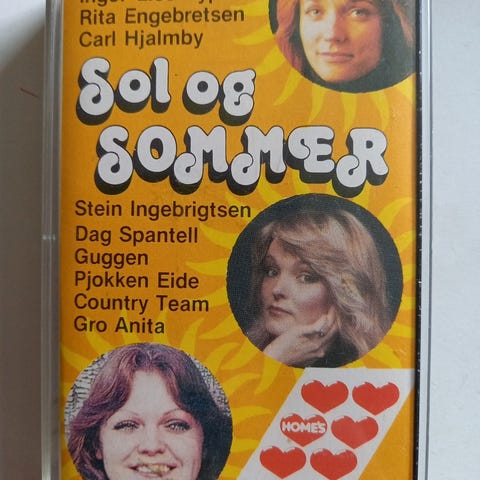 Rita Engebretsen
Carl Hjalmby
Sol og
SOMMER
Stein Ingebrigtsen
Dag Spantell
Guggen
Pjokken Eide
Country Team
Gro Anita
HOME'S